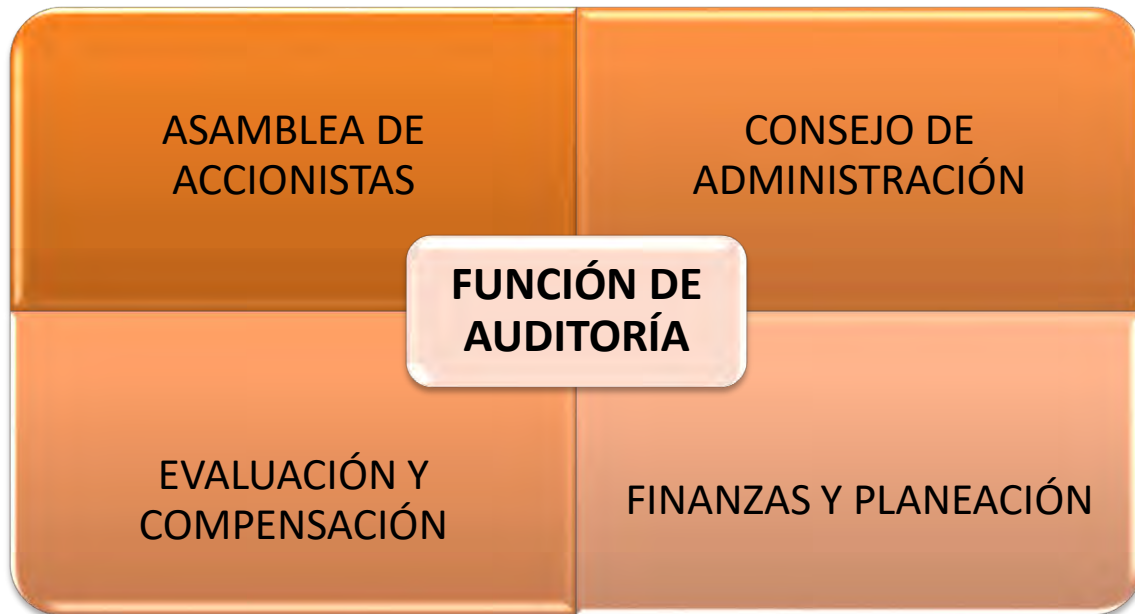 ASAMBLEA DE
ACCIONISTAS
CONSEJO DE
ADMINISTRACIÓN
FUNCIÓN DE
AUDITORÍA
EVALUACIÓN Y
COMPENSACIÓN
FINANZAS Y PLANEACIÓN